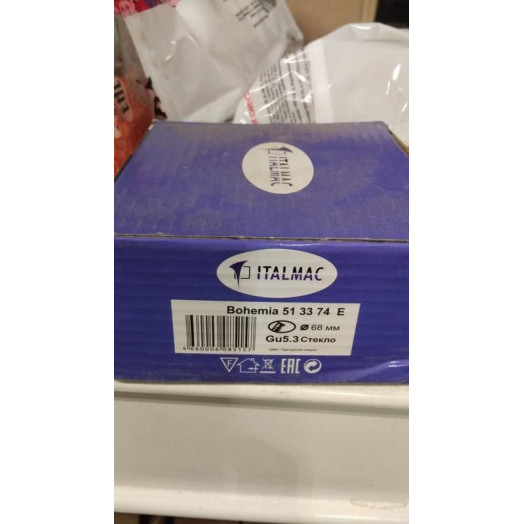 ITALMAC
ITALMAC
Bohemia 51 33 74 E
ø 68 мм
Gu5.3 Стекло
F
EAC